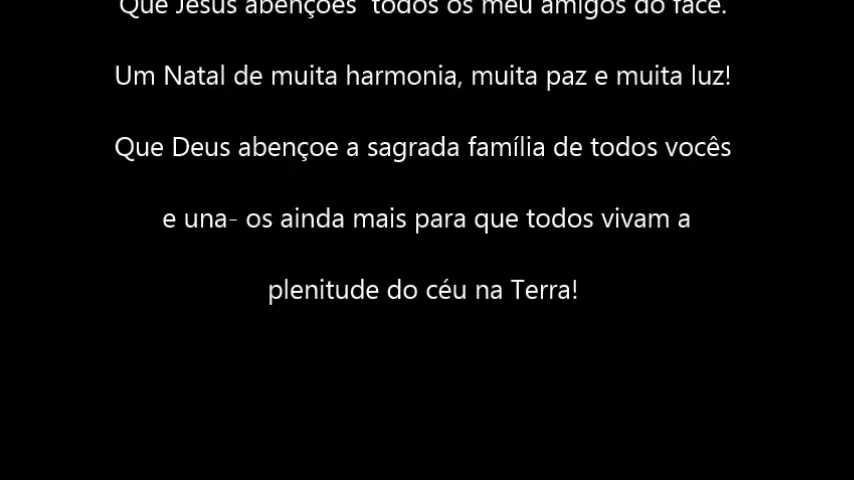 Que Jesus abençoes  todos os meu amigos do face.
Um Natal de muita harmonia, muita paz e muita luz!
Que Deus abençoe a sagrada família de todos vocês
e una- os ainda mais para que todos vivam a
plenitude do céu na Terra!